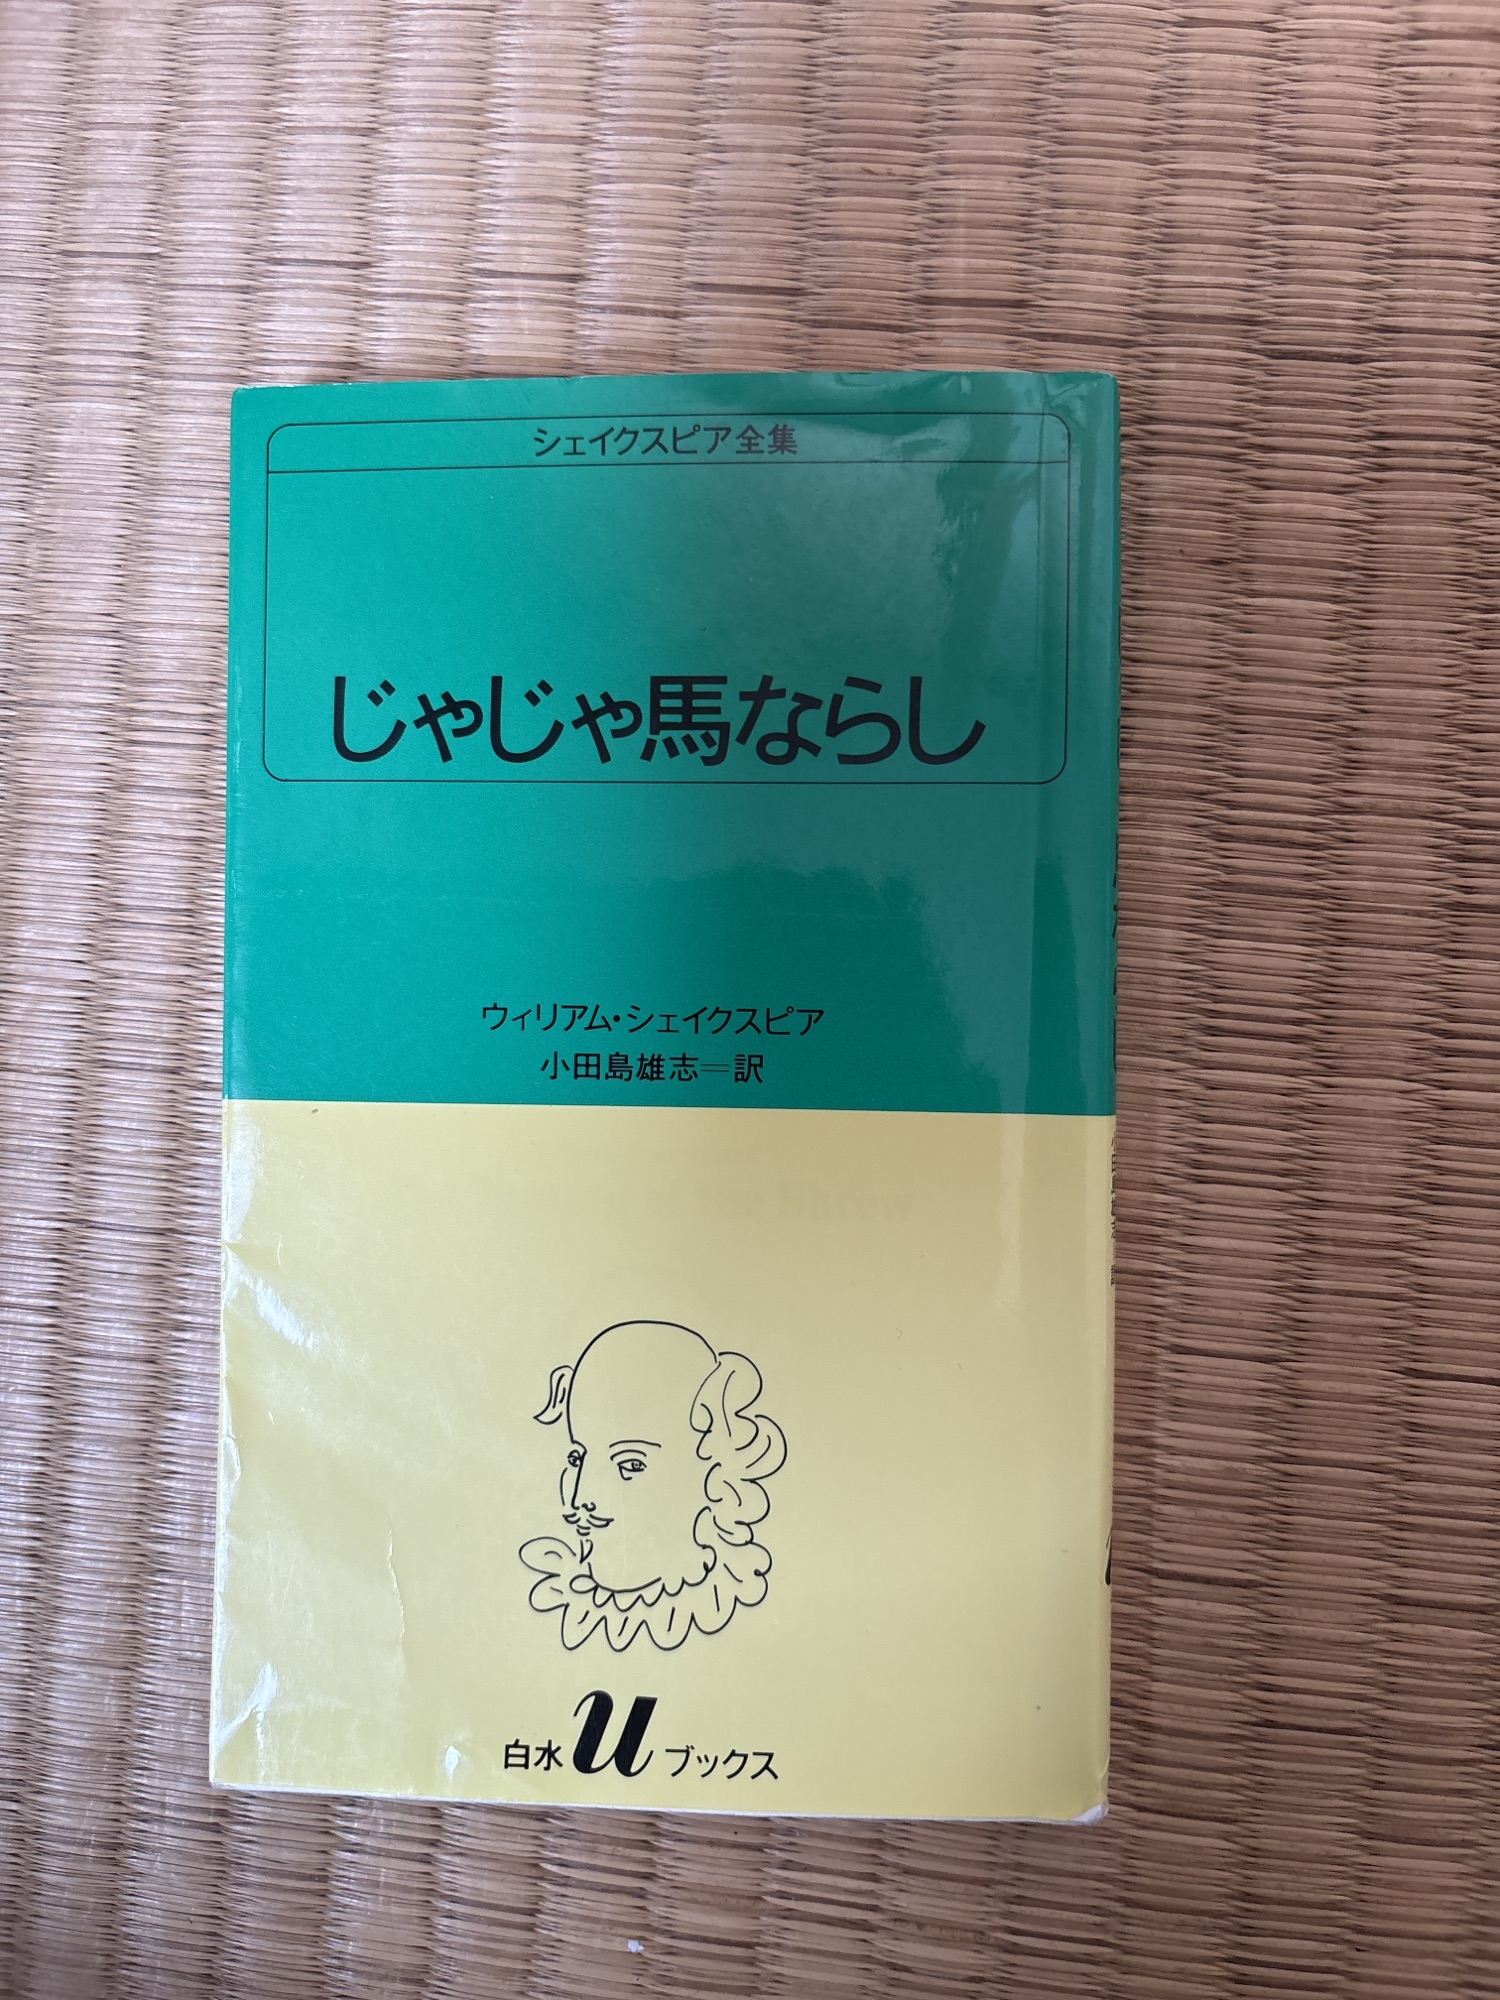 シェイクスピア全集
じゃじゃ馬ならし
ウィリアム・シェイクスピア
小田島雄志＝訳
白水uブックス